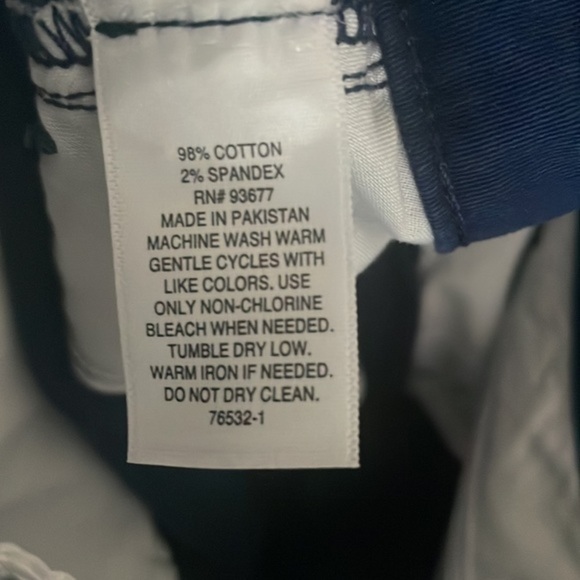 98% COTTON
2% SPANDEX
RN# 93677
MADE IN PAKISTAN
MACHINE WASH WARM
GENTLE CYCLES WITH
LIKE COLORS. USE
ONLY NON-CHLORINE
BLEACH WHEN NEEDED.
TUMBLE DRY LOW.
WARM IRON IF NEEDED.
DO NOT DRY CLEAN.
76532-1